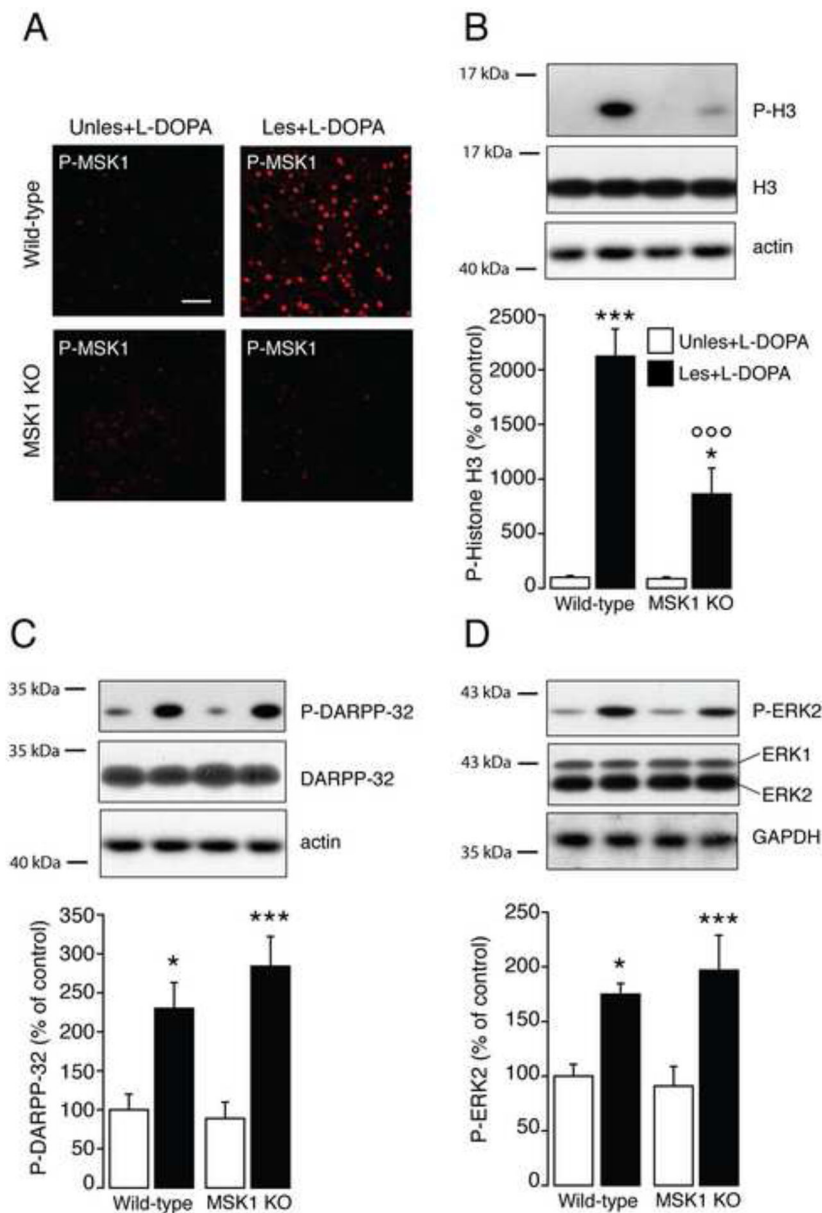 A
Unles+L-DOPA Les+L-DOPA
Wild-type
P-MSK1 P-MSK1
MSK1 KO
P-MSK1 P-MSK1
B
17 kDa
P-H3
17 kDa
H3
actin
40 kDa
P-Histone H3 (% of control)
2500
2000
1500
1000
500
0
***
°°°
*
Unles+L-DOPA
Les+L-DOPA
Wild-type MSK1 KO
C
35 kDa
P-DARPP-32
35 kDa
DARPP-32
actin
40 kDa
P-DARPP-32 (% of control)
350
300
250
200
150
100
50
0
*
***
Wild-type MSK1 KO
D
43 kDa
P-ERK2
43 kDa
ERK1
ERK2
GAPDH
35 kDa
P-ERK2 (% of control)
250
200
150
100
50
0
*
***
Wild-type MSK1 KO